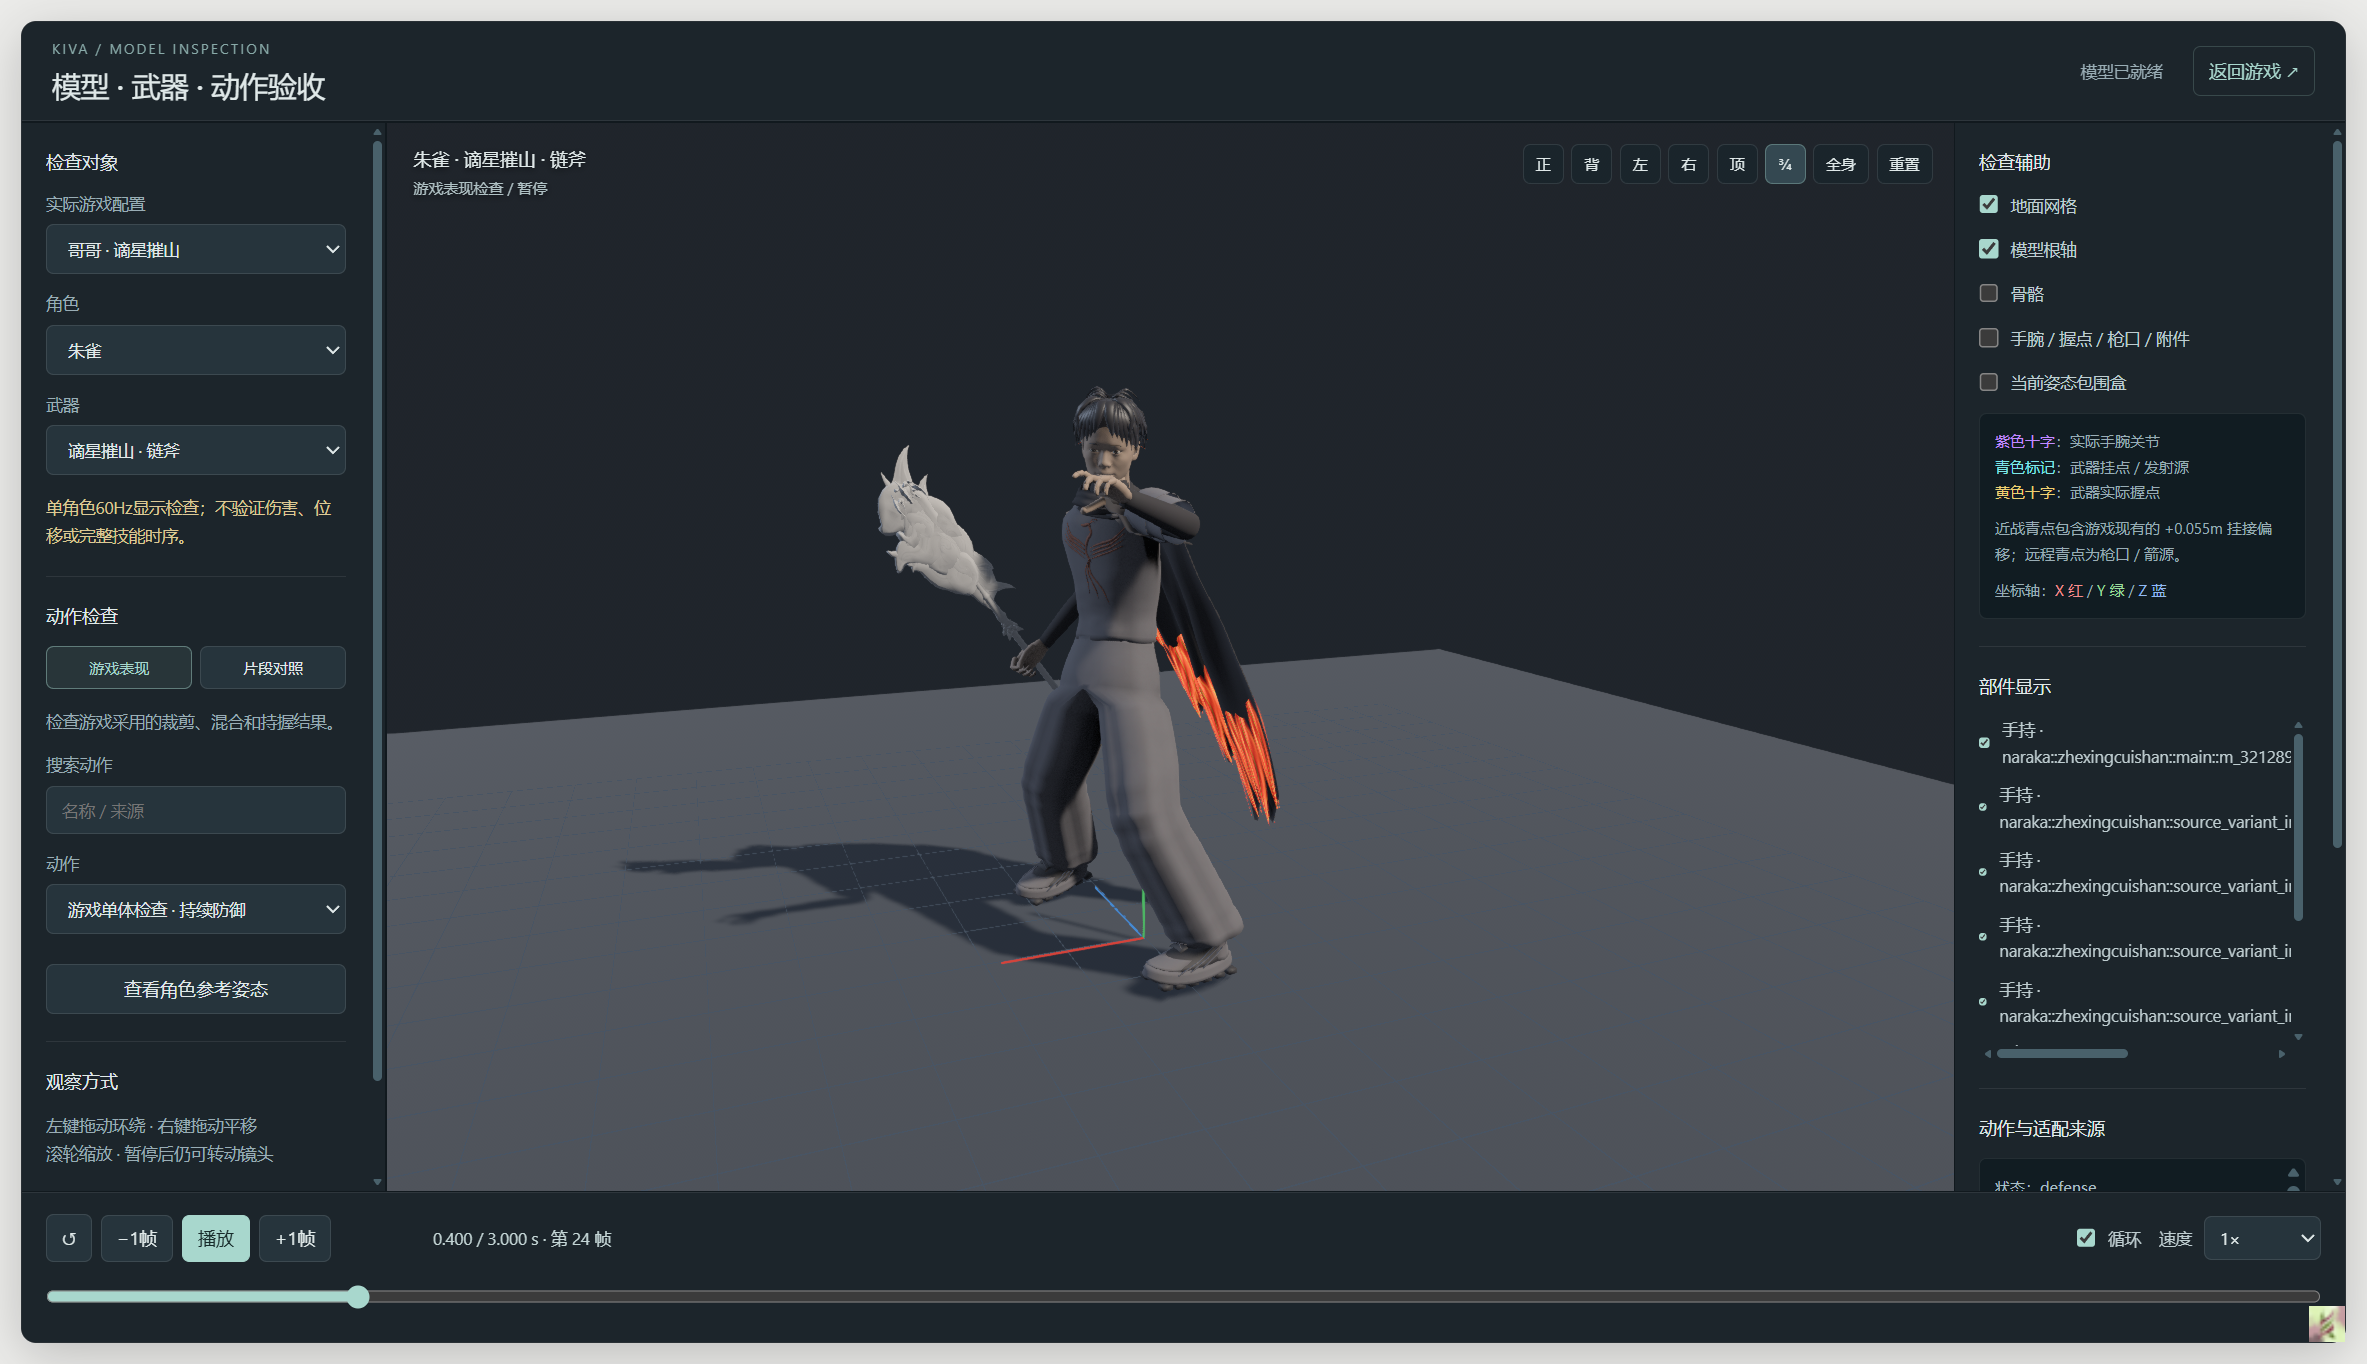 KIVA / MODEL INSPECTION
模型 · 武器 · 动作验收
模型已就绪
返回游戏 ↗
检查对象
实际游戏配置
哥哥 · 谪星摧山
角色
朱雀
武器
谪星摧山 · 链斧
单角色60Hz显示检查；不验证伤害、位
移或完整技能时序。
动作检查
游戏表现
片段对照
检查游戏采用的裁剪、混合和持握结果。
搜索动作
名称 / 来源
动作
游戏单体检查 · 持续防御
查看角色参考姿态
观察方式
左键拖动环绕 · 右键拖动平移
滚轮缩放 · 暂停后仍可转动镜头
朱雀 · 谪星摧山 · 链斧
游戏表现检查 / 暂停
正
背
左
右
顶
¾
全身
重置
检查辅助
地面网格
模型根轴
骨骼
手腕 / 握点 / 枪口 / 附件
当前姿态包围盒
紫色十字：实际手腕关节
青色标记：武器挂点 / 发射源
黄色十字：武器实际握点
近战青点包含游戏现有的 +0.055m 挂接偏
移；远程青点为枪口 / 箭源。
坐标轴：X 红 / Y 绿 / Z 蓝
部件显示
手持 ·
naraka::zhexingcuishan::main::m_321289
手持 ·
naraka::zhexingcuishan::source_variant_i
手持 ·
naraka::zhexingcuishan::source_variant_i
手持 ·
naraka::zhexingcuishan::source_variant_i
手持 ·
naraka::zhexingcuishan::source_variant_i
动作与适配来源
状态：defense
↺
−1帧
播放
+1帧
0.400 / 3.000 s · 第 24 帧
循环
速度
1×